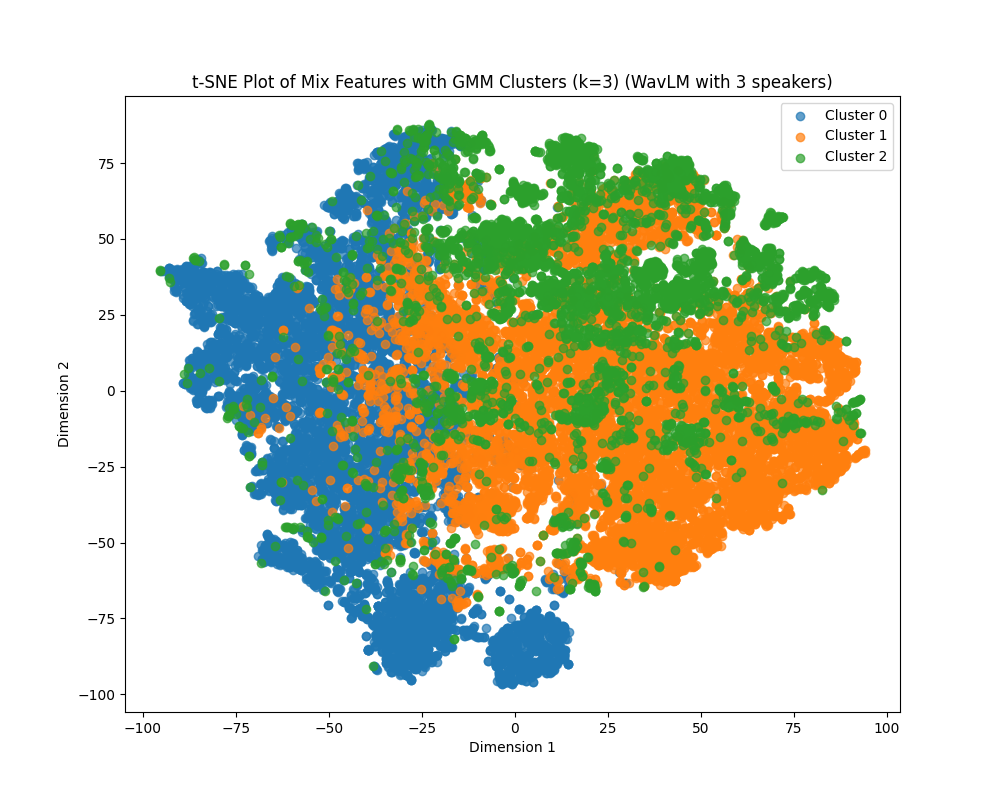 t-SNE Plot of Mix Features with GMM Clusters (k=3) (WavLM with 3 speakers)
Cluster 0
Cluster 1
Cluster 2
Dimension 2
75
50
25
0
−25
−50
−75
−100
−100
−75
−50
−25
0
25
50
75
100
Dimension 1